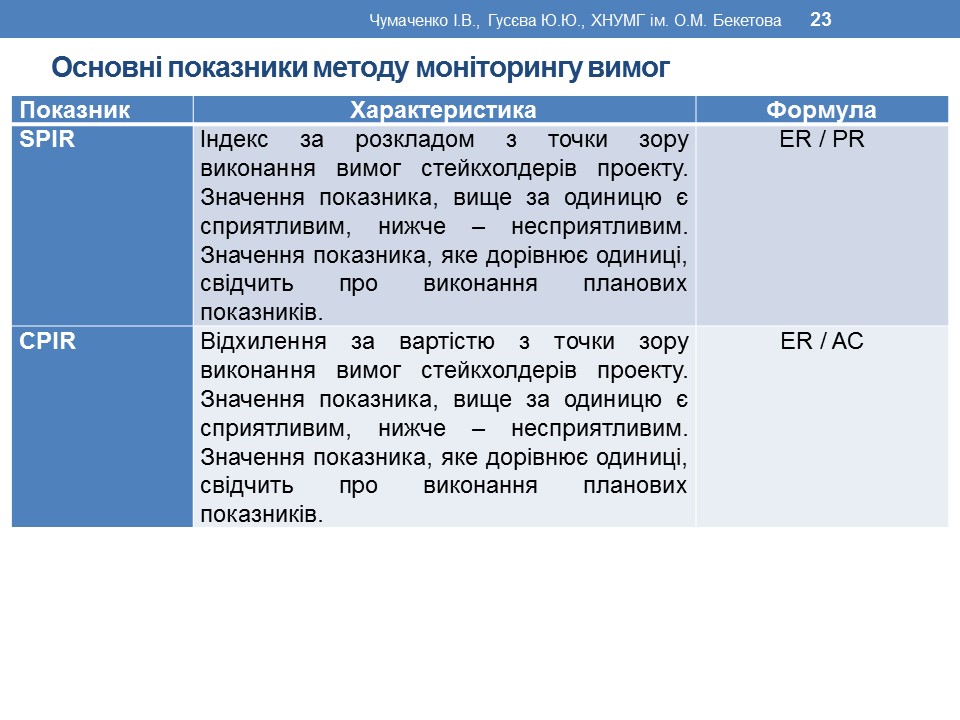 Чумаченко І.В., Гусєва Ю.Ю., ХНУМГ ім. О.М. Бекетова 23
Основні показники методу моніторингу вимог
Показник Характеристика Формула
SPIR Індекс за розкладом з точки зору ER / PR
виконання вимог стейкхолдерів проекту.
Значення показника, вище за одиницю є
сприятливим, нижче – несприятливим.
Значення показника, яке дорівнює одиниці,
свідчить про виконання планових
показників.
CPIR Відхилення за вартістю з точки зору ER / AC
виконання вимог стейкхолдерів проекту.
Значення показника, вище за одиницю є
сприятливим, нижче – несприятливим.
Значення показника, яке дорівнює одиниці,
свідчить про виконання планових
показників.